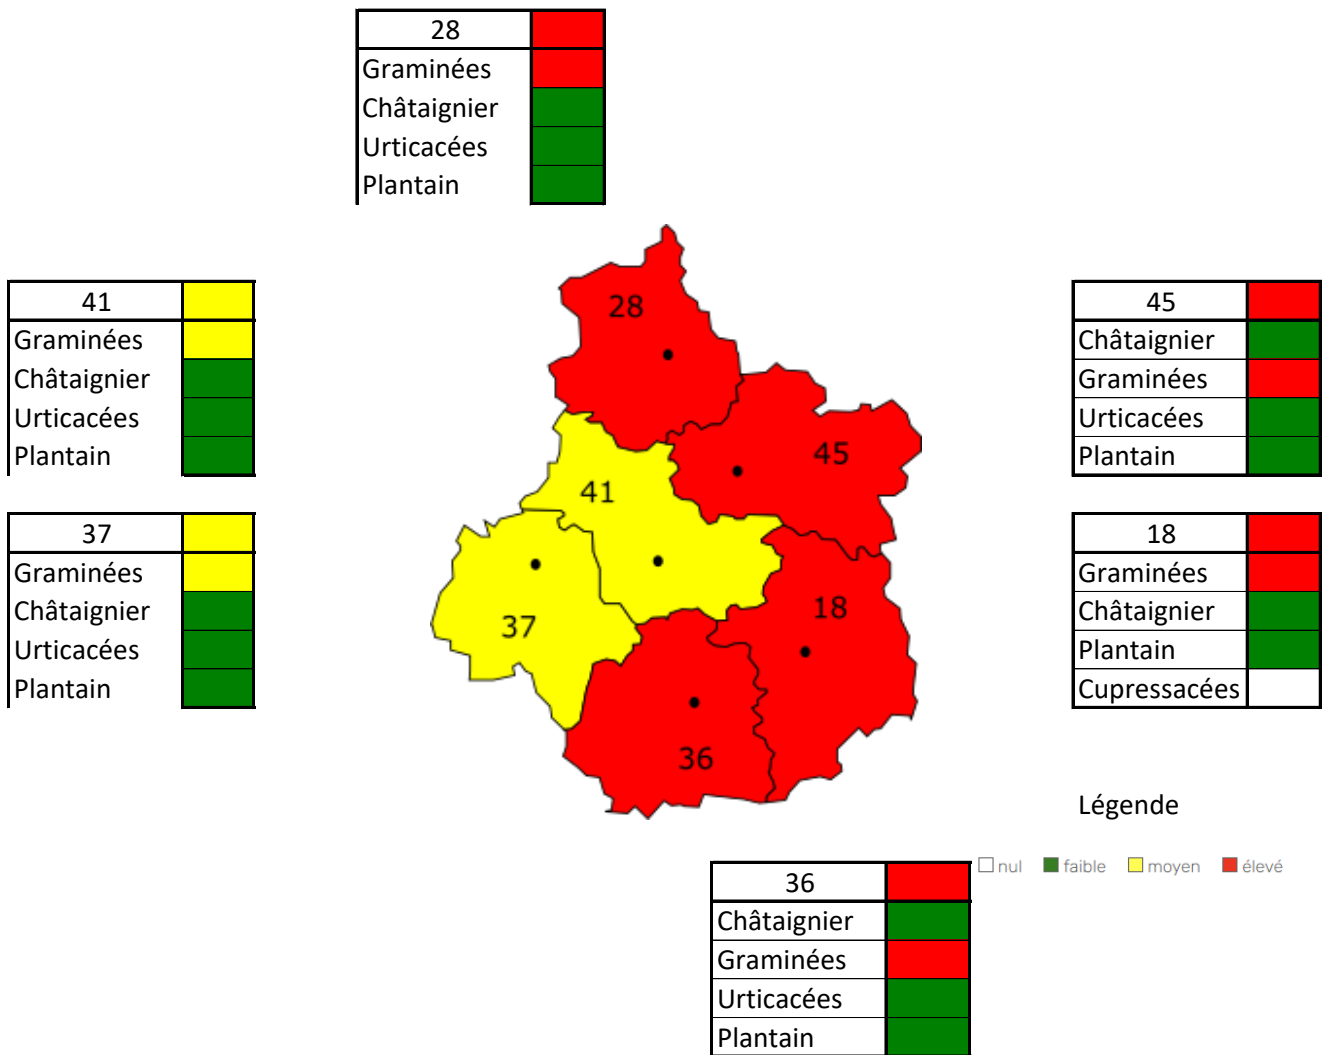 28
Graminées
Châtaignier
Urticacées
Plantain
41
Graminées
Châtaignier
Urticacées
Plantain
37
Graminées
Châtaignier
Urticacées
Plantain
28
45
41
37
18
36
45
Châtaignier
Graminées
Urticacées
Plantain
18
Graminées
Châtaignier
Plantain
Cupressacées
Légende
nul faible moyen élevé
36
Châtaignier
Graminées
Urticacées
Plantain